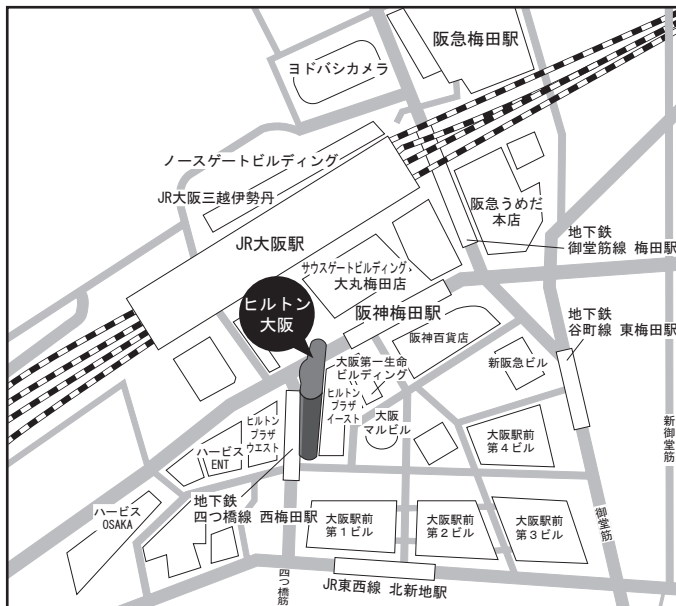 阪急梅田駅
ヨドバシカメラ
ノースゲートビルディング
JR大阪三越伊勢丹
阪急うめだ
本店
JR大阪駅
地下鉄
御堂筋線 梅田駅
サウスゲートビルディング
大丸梅田店
ヒルトン
大阪
阪神梅田駅
地下鉄
谷町線 東梅田駅
阪神百貨店
大阪第一生命
ビルディング
新阪急ビル
ヒルトン
プラザ
イースト
ヒルトン
プラザ
ウエスト
大阪
マルビル
新御堂筋
大阪駅前
第4ビル
ハービス
ENT
地下鉄
四つ橋線 西梅田駅
ハービス
OSAKA
大阪駅前
第1ビル
大阪駅前
第2ビル
大阪駅前
第3ビル
御堂筋
四つ橋筋
JR東西線 北新地駅